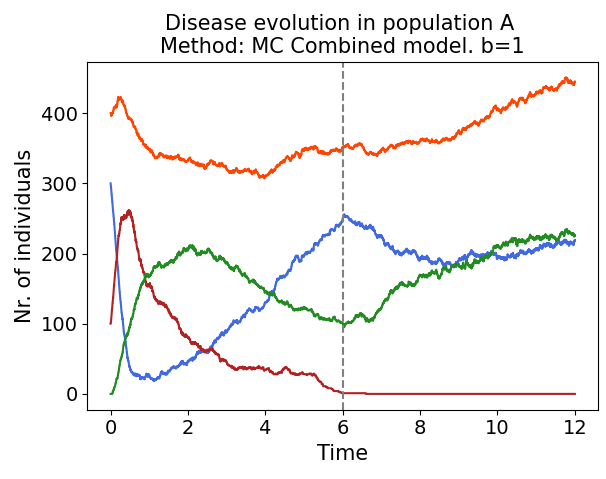 Disease evolution in population A
Method: MC Combined model. b=1
Nr. of individuals
400
300
200
100
0
0 2 4 6 8 10 12
Time